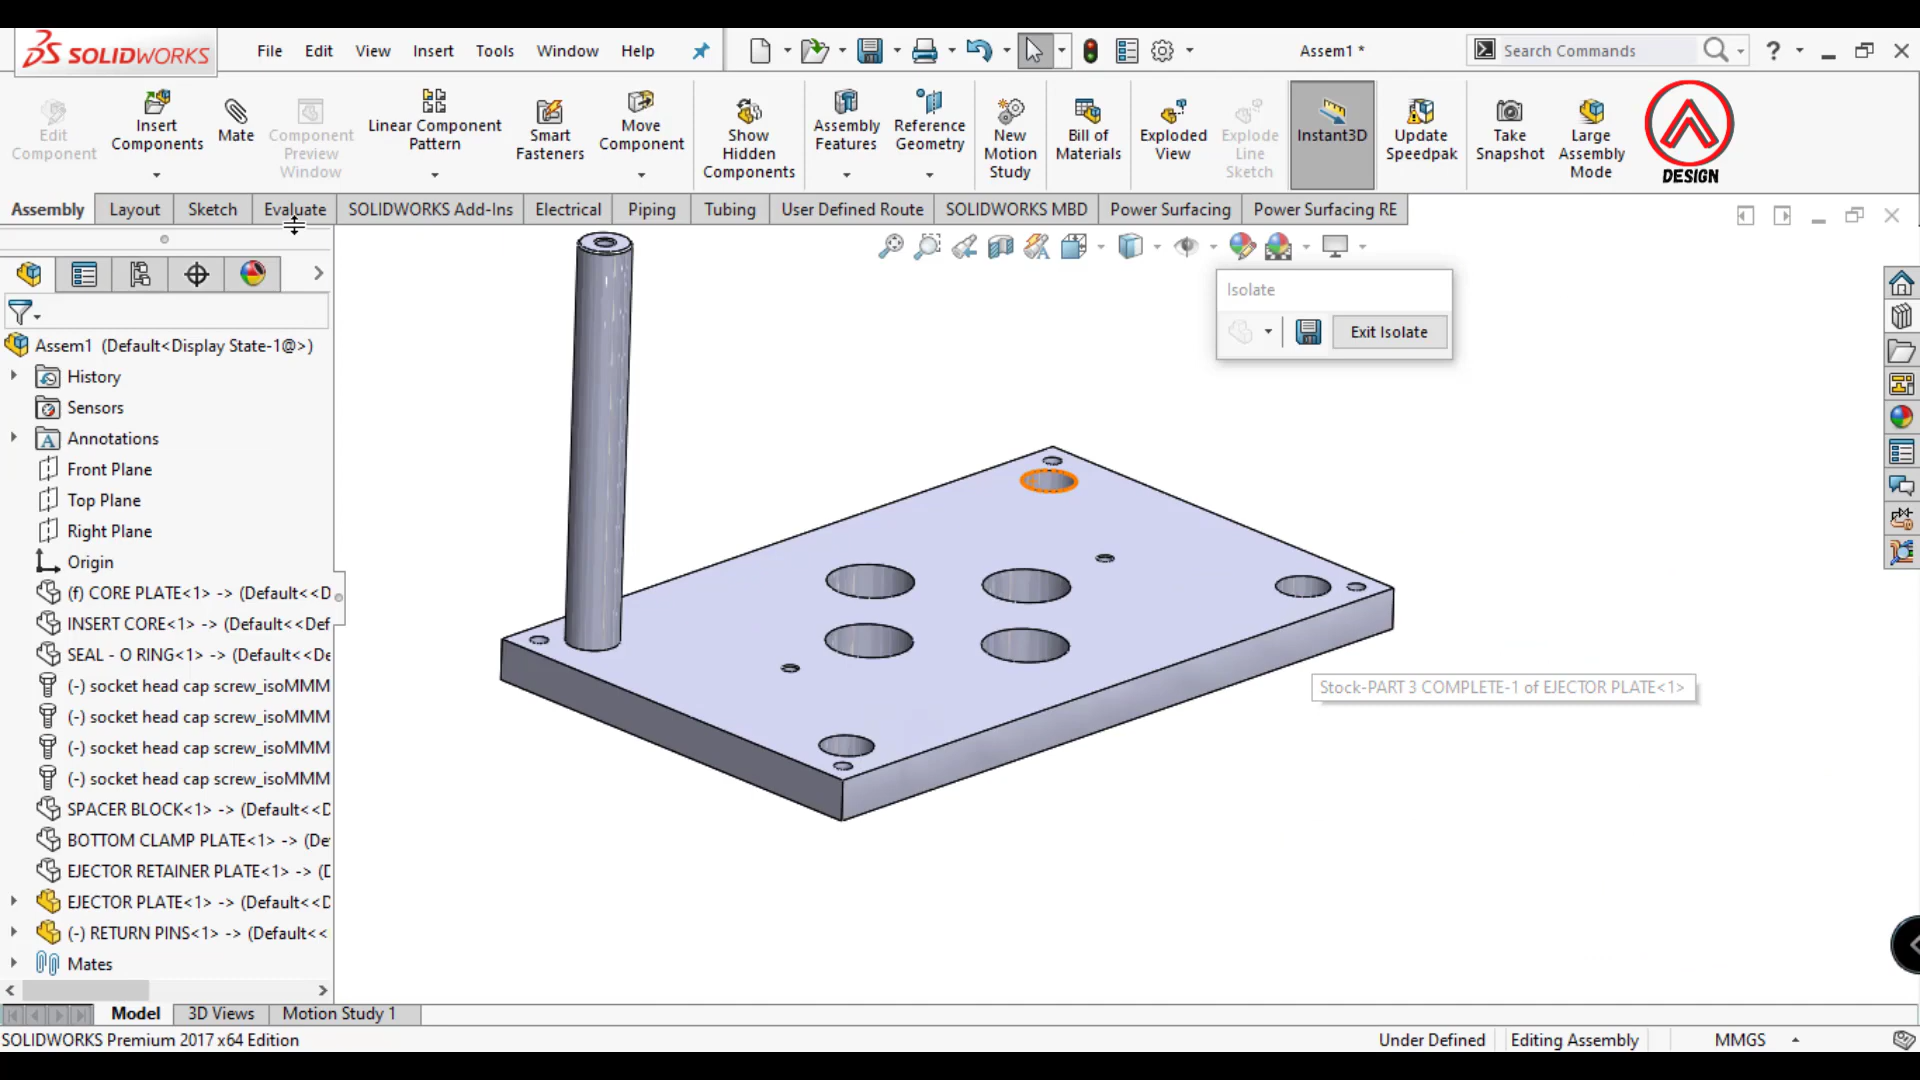 SOLIDWORKS
File Edit View Insert Tools Window Help
Assem1 *
Search Commands
?
Edit
Component
Insert
Components
Mate
Component
Preview
Window
Linear Component
Pattern
Smart
Fasteners
Move
Component
Show
Hidden
Components
Assembly
Features
Reference
Geometry
New
Motion
Study
Bill of
Materials
Exploded
View
Explode
Line
Sketch
Instant3D
Update
Speedpak
Take
Snapshot
Large
Assembly
Mode
DESIGN
Assembly Layout Sketch Evaluate SOLIDWORKS Add-Ins Electrical Piping Tubing User Defined Route SOLIDWORKS MBD Power Surfacing Power Surfacing RE
Isolate
Exit Isolate
Assem1 (Default<Display State-1@>)
History
Sensors
Annotations
Front Plane
Top Plane
Right Plane
Origin
(f) CORE PLATE<1> -> (Default<<D
INSERT CORE<1> -> (Default<<Def
SEAL - O RING<1> -> (Default<<De
(-) socket head cap screw_isoMMM
(-) socket head cap screw_isoMMM
(-) socket head cap screw_isoMMM
(-) socket head cap screw_isoMMM
SPACER BLOCK<1> -> (Default<<D
BOTTOM CLAMP PLATE<1> -> (De
EJECTOR RETAINER PLATE<1> -> (D
EJECTOR PLATE<1> -> (Default<<D
(-) RETURN PINS<1> -> (Default<<
Mates
Stock-PART 3 COMPLETE-1 of EJECTOR PLATE<1>
Model 3D Views Motion Study 1
SOLIDWORKS Premium 2017 x64 Edition
Under Defined Editing Assembly MMGS